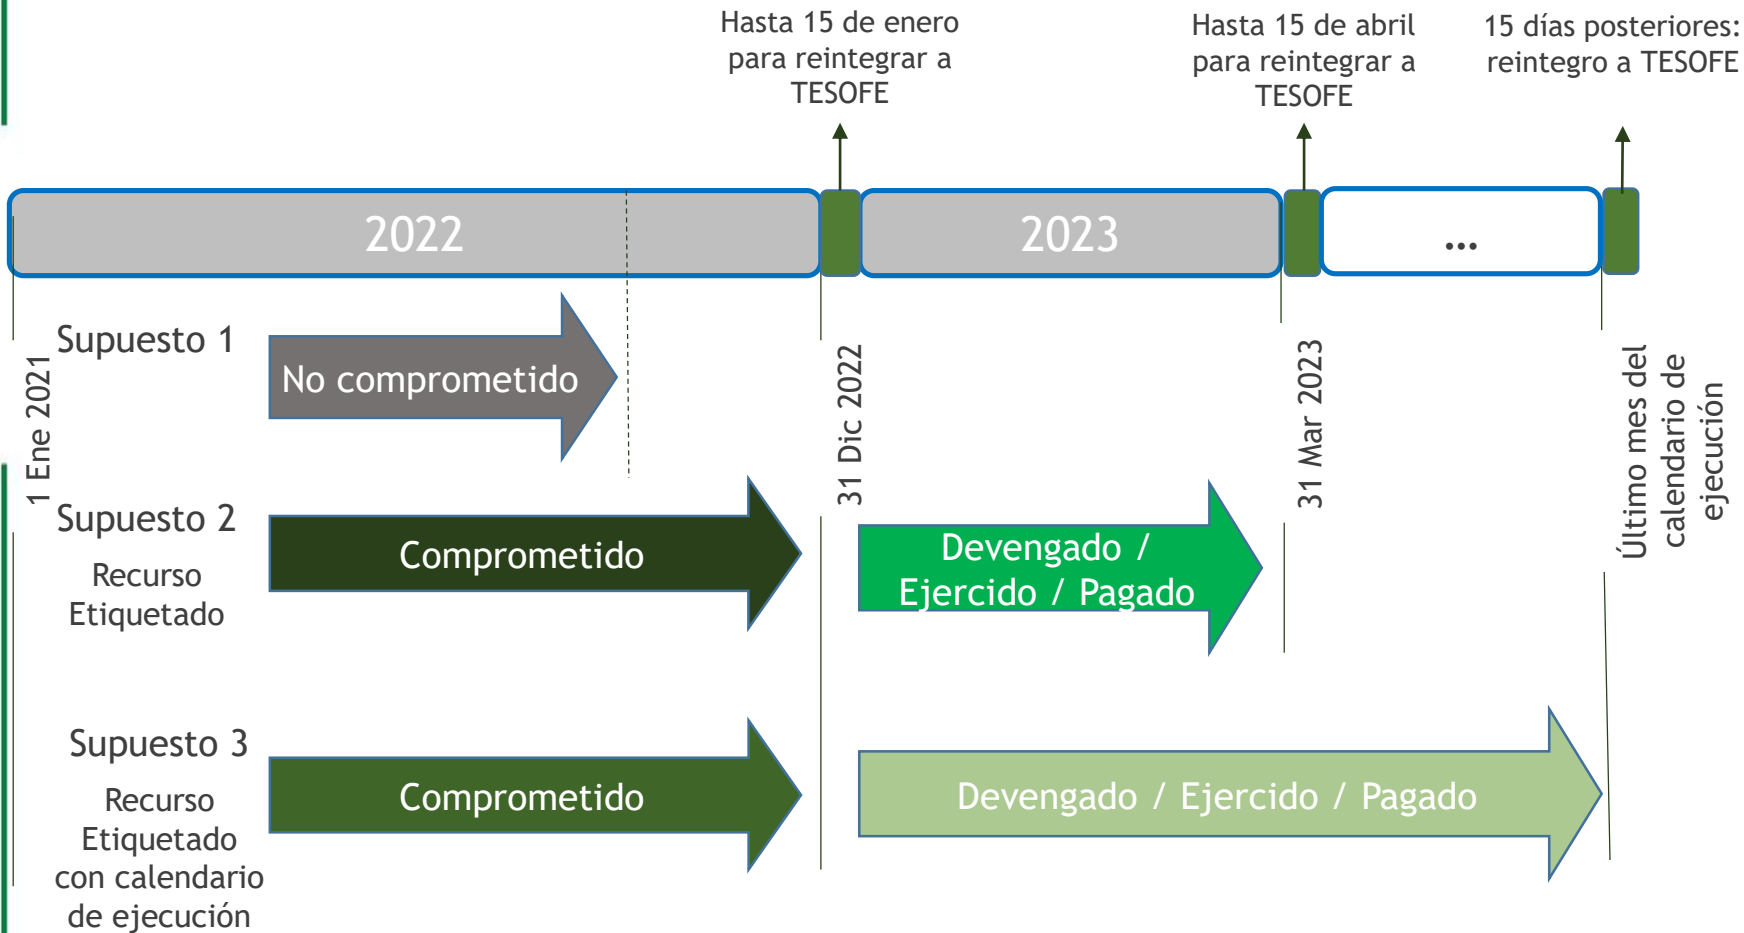 Hasta 15 de enero
para reintegrar a
TESOFE
Hasta 15 de abril
para reintegrar a
TESOFE
15 días posteriores:
reintegro a TESOFE
2022
2023
...
1 Ene 2021
31 Dic 2022
31 Mar 2023
Último mes del
calendario de
ejecución
Supuesto 1
No comprometido
Supuesto 2
Recurso
Etiquetado
Comprometido
Devengado /
Ejercido / Pagado
Supuesto 3
Recurso
Etiquetado
con calendario
de ejecución
Comprometido
Devengado / Ejercido / Pagado